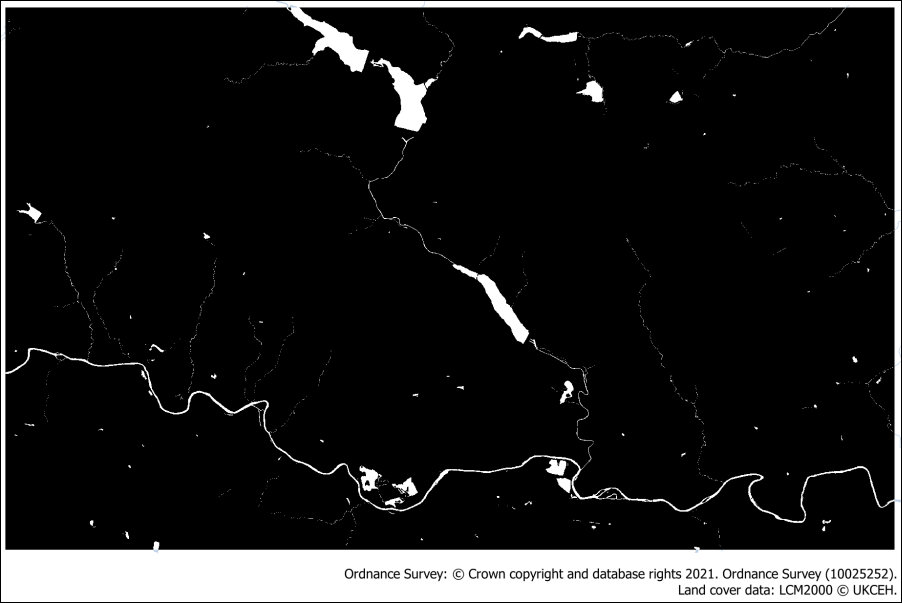 Ordnance Survey: © Crown copyright and database rights 2021. Ordnance Survey (10025252).
Land cover data: LCM2000 © UKCEH.